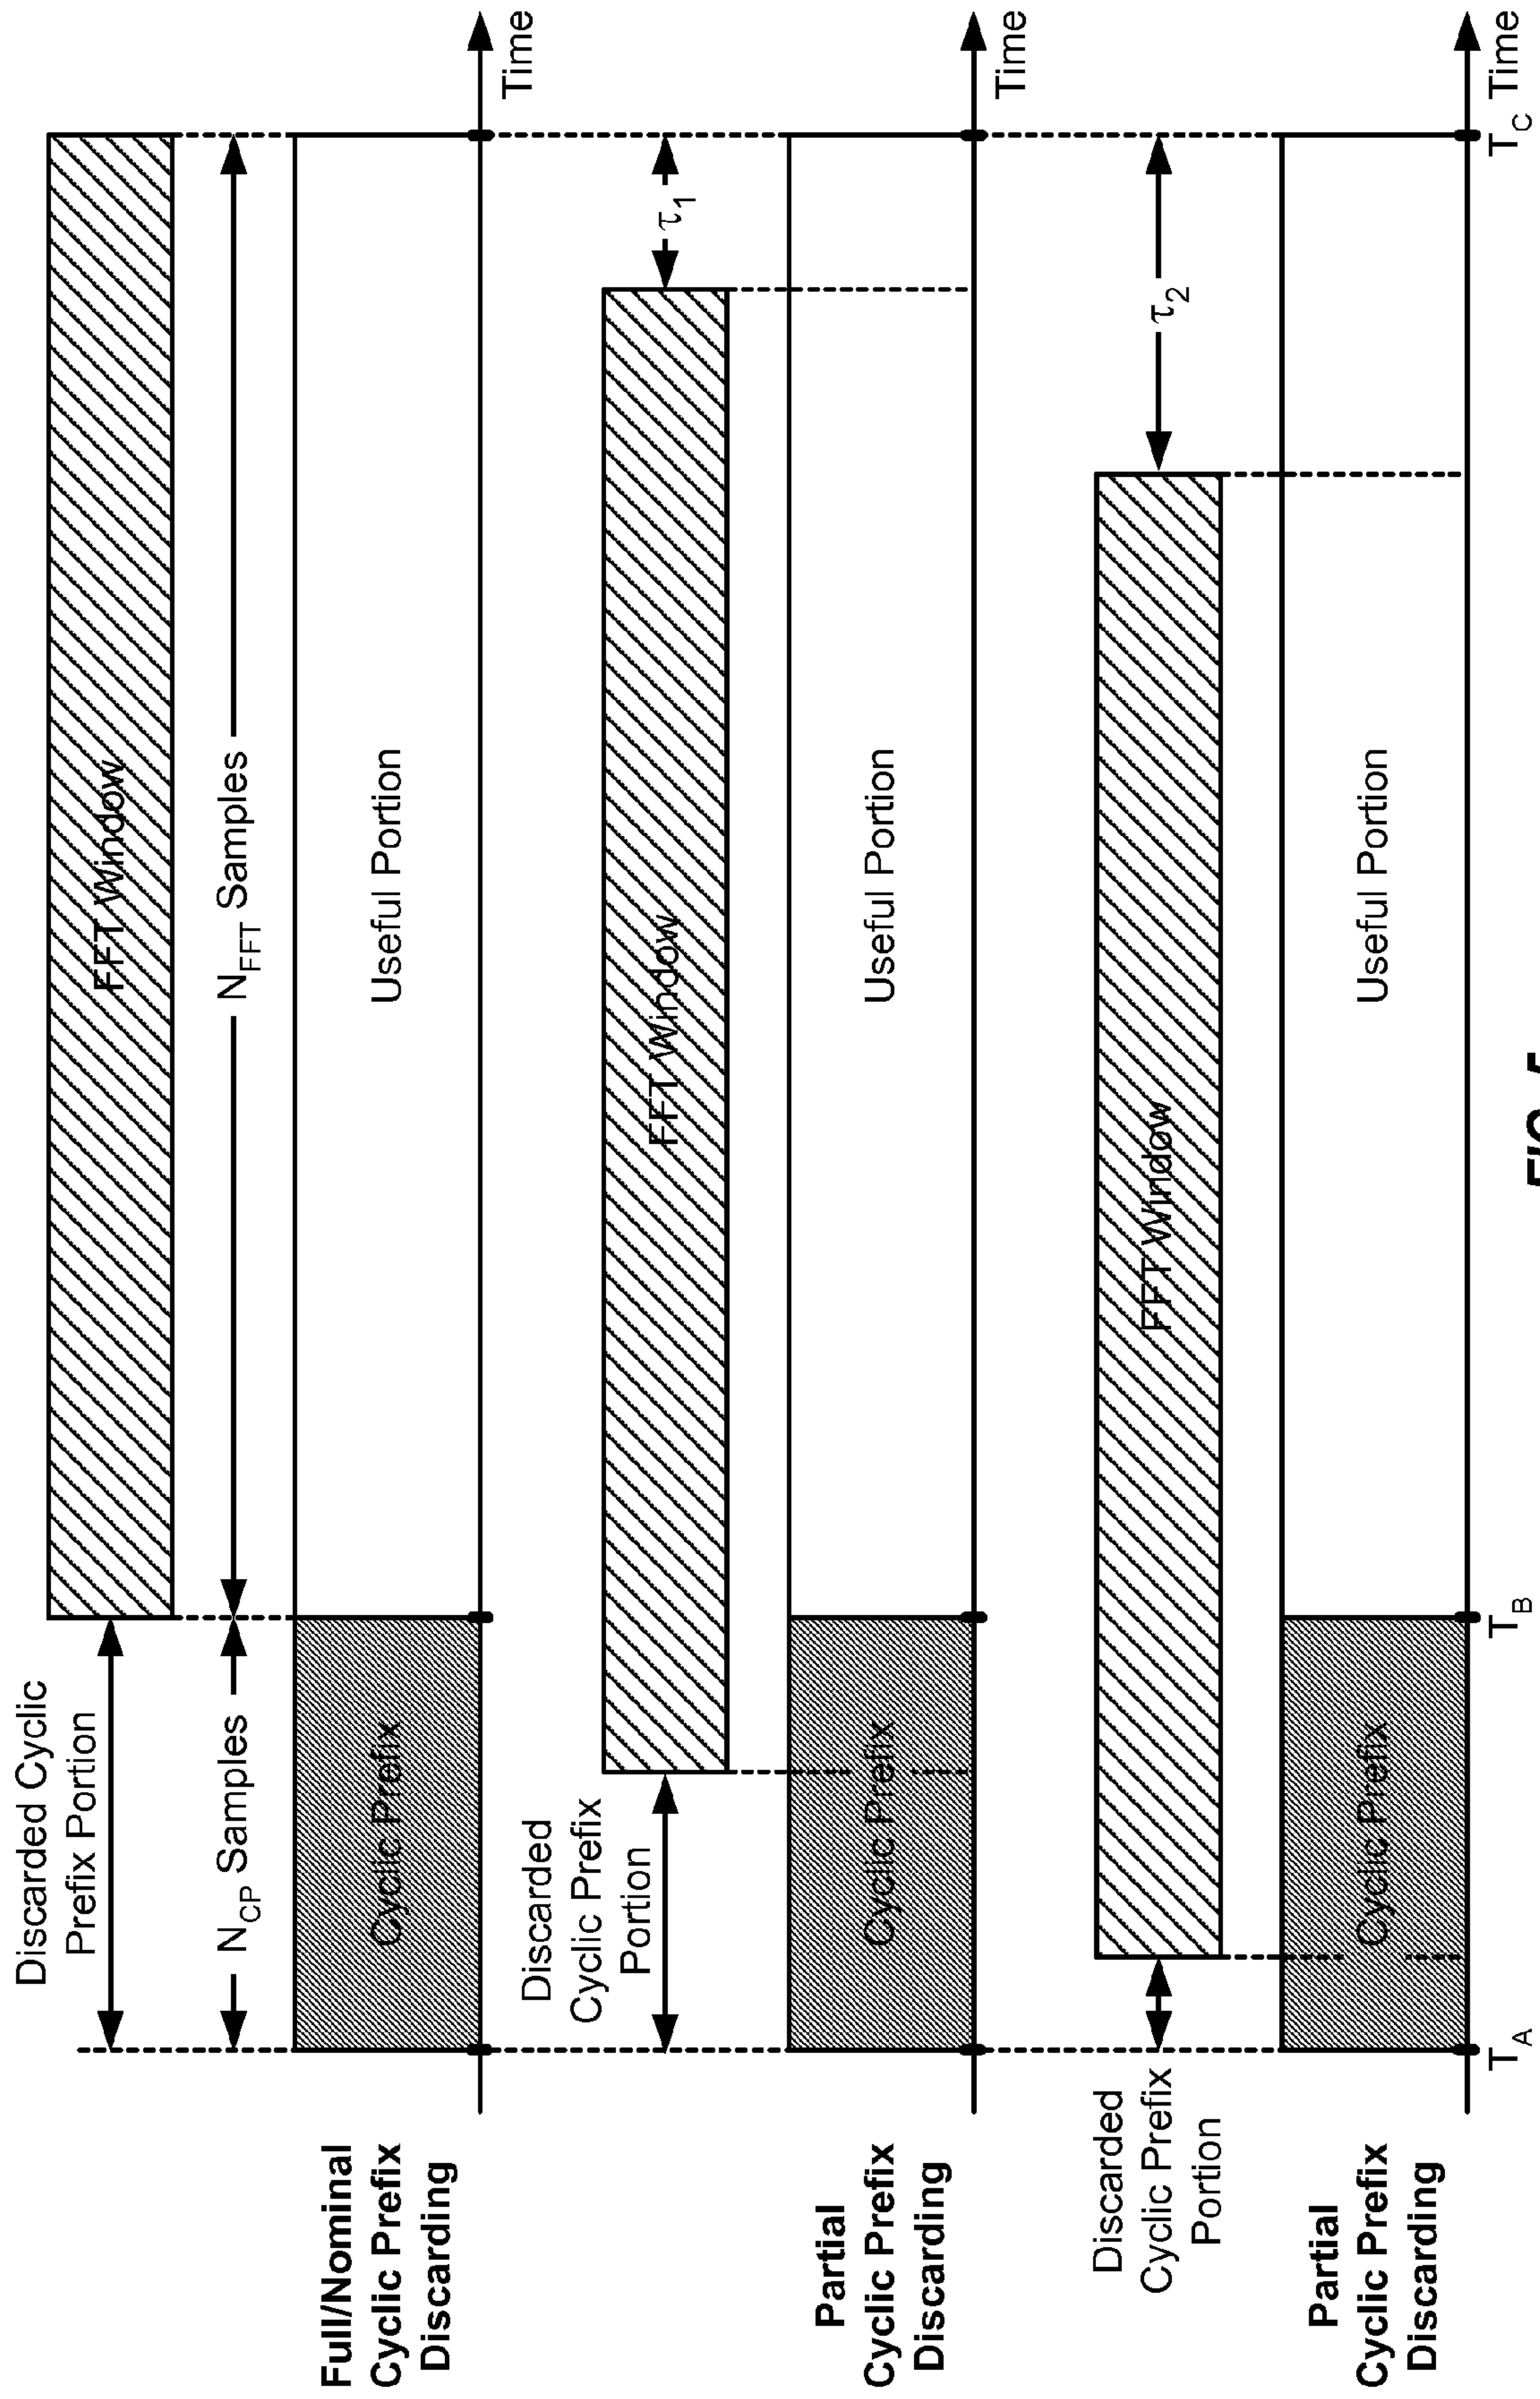 Discarded Cyclic
Prefix Portion
FFT Window
N_CP Samples
N_FFT Samples
Full/Nominal
Cyclic Prefix
Discarding
Cyclic Prefix
Useful Portion
Time
Discarded
Cyclic Prefix
Portion
FFT Window
τ1
Partial
Cyclic Prefix
Discarding
Cyclic Prefix
Useful Portion
Time
Discarded
Cyclic Prefix
Portion
FFT Window
τ2
Partial
Cyclic Prefix
Discarding
Cyclic Prefix
Useful Portion
T_A
T_B
T_C
Time